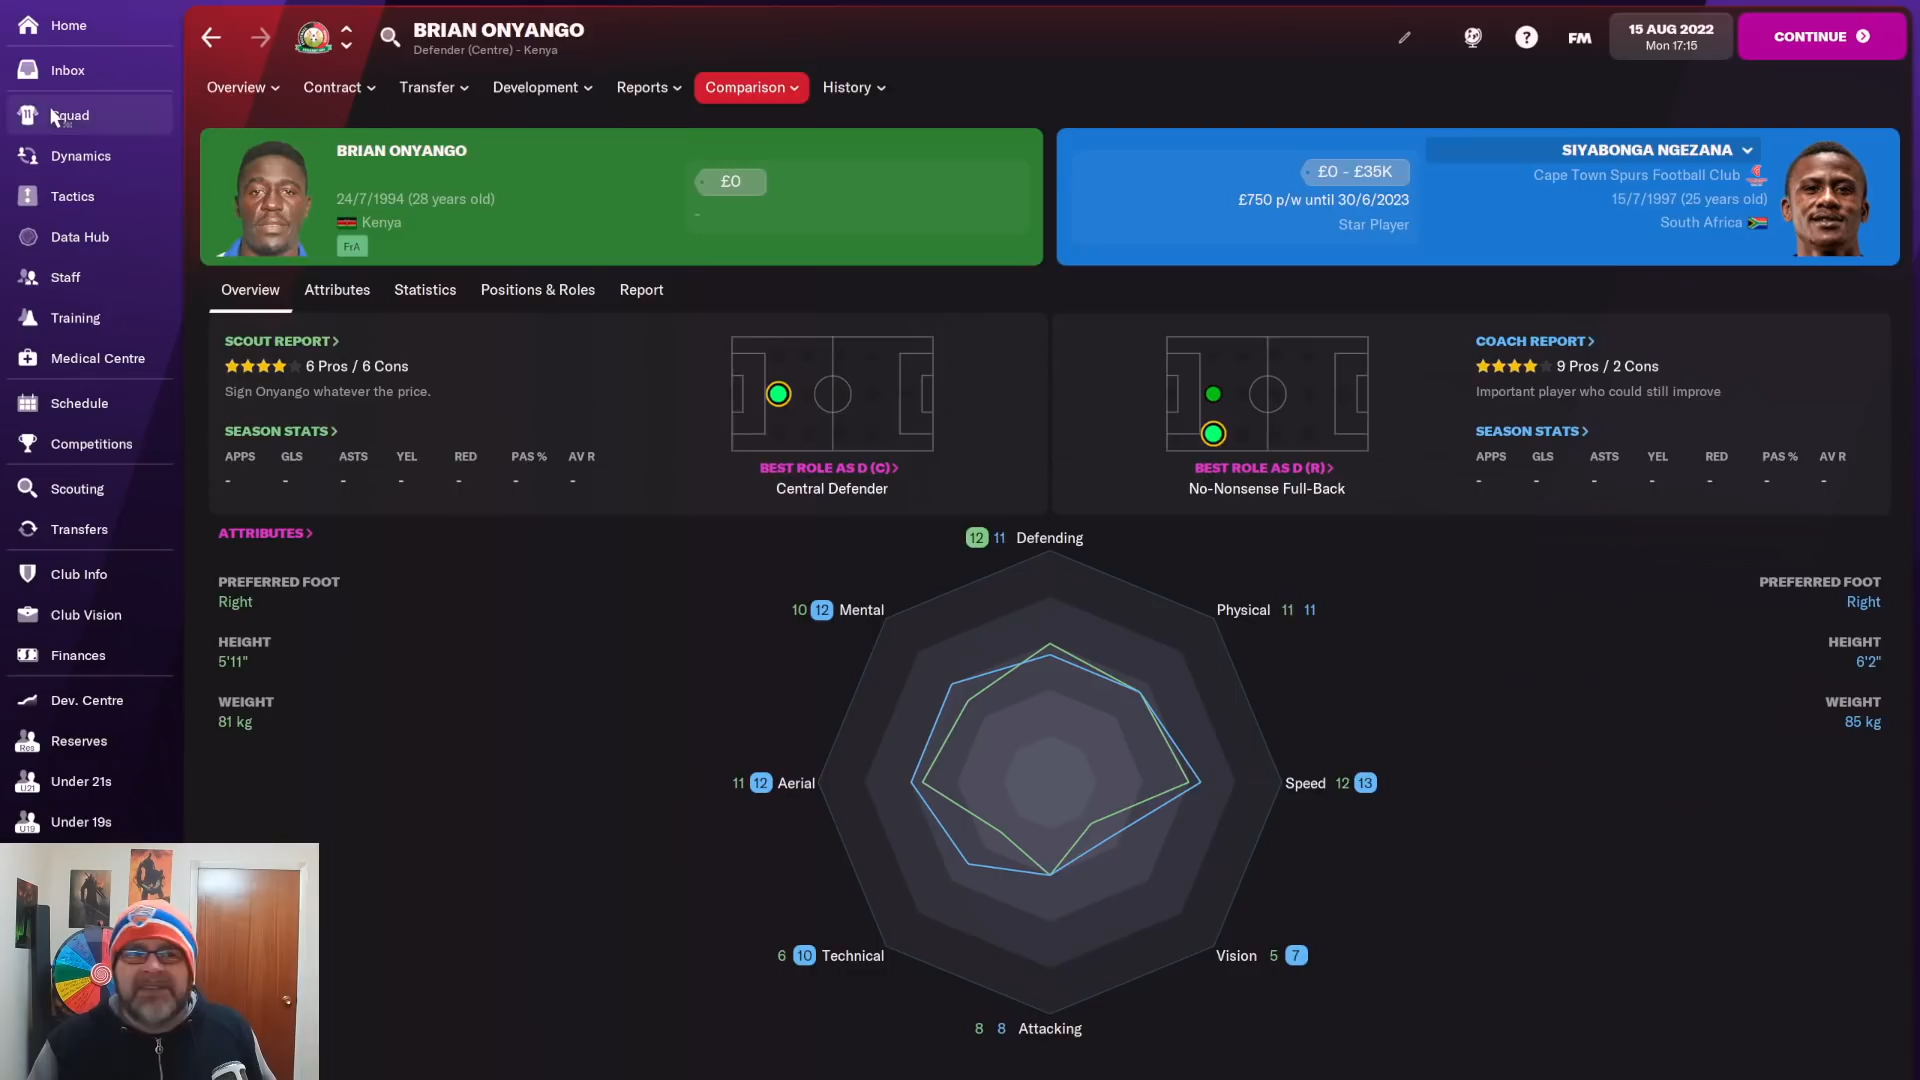 Home
Inbox
Squad
Dynamics
Tactics
Data Hub
Staff
Training
Medical Centre
Schedule
Competitions
Scouting
Transfers
Club Info
Club Vision
Finances
Dev. Centre
Res
Reserves
U21
Under 21s
U19
Under 19s
BRIAN ONYANGO
Defender (Centre) - Kenya
?
FM
15 AUG 2022
Mon 17:15
CONTINUE
Overview
Contract
Transfer
Development
Reports
Comparison
History
BRIAN ONYANGO
24/7/1994 (28 years old)
Kenya
FrA
£0
-
£0 - £35K
£750 p/w until 30/6/2023
Star Player
SIYABONGA NGEZANA
Cape Town Spurs Football Club
15/7/1997 (25 years old)
South Africa
Overview Attributes Statistics Positions & Roles Report
SCOUT REPORT >
6 Pros / 6 Cons
Sign Onyango whatever the price.
SEASON STATS >
APPS GLS ASTS YEL RED PAS % AV R
- - - - - - -
BEST ROLE AS D (C) >
Central Defender
BEST ROLE AS D (R) >
No-Nonsense Full-Back
COACH REPORT >
9 Pros / 2 Cons
Important player who could still improve
SEASON STATS >
APPS GLS ASTS YEL RED PAS % AV R
- - - - - - -
ATTRIBUTES >
PREFERRED FOOT
Right
HEIGHT
5'11"
WEIGHT
81 kg
12 11 Defending
10 12 Mental
Physical 11 11
11 12 Aerial
Speed 12 13
6 10 Technical
Vision 5 7
8 8 Attacking
PREFERRED FOOT
Right
HEIGHT
6'2"
WEIGHT
85 kg